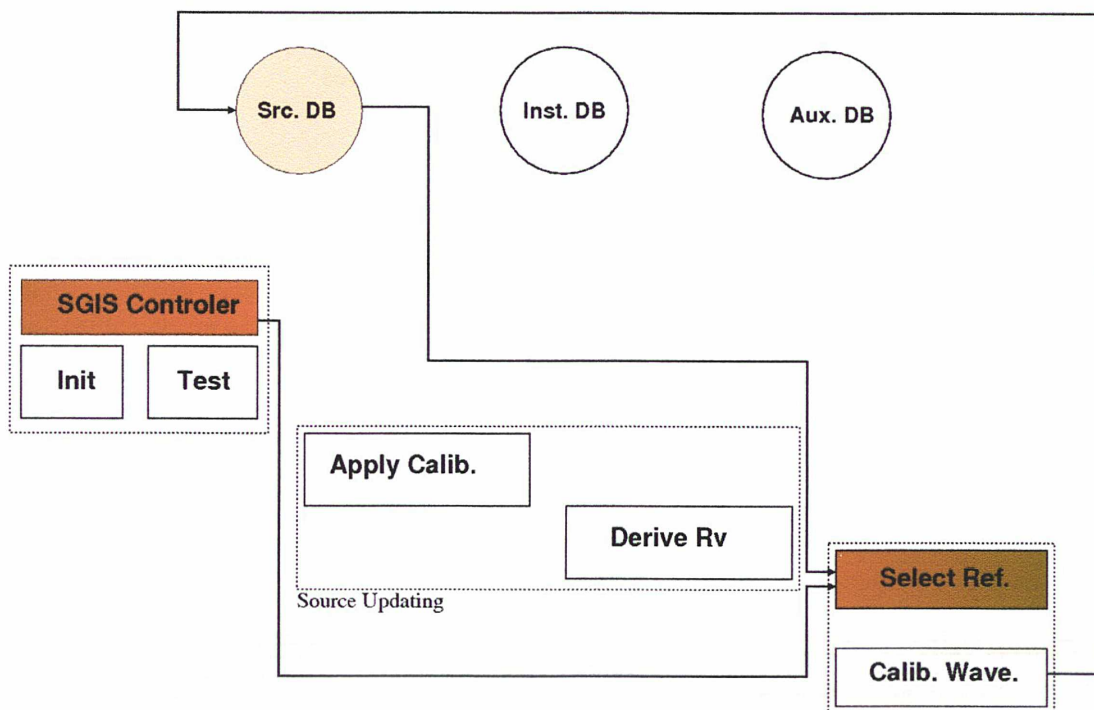 Src. DB
Inst. DB
Aux. DB
SGIS Controler
Init
Test
Apply Calib.
Derive Rv
Source Updating
Select Ref.
Calib. Wave.